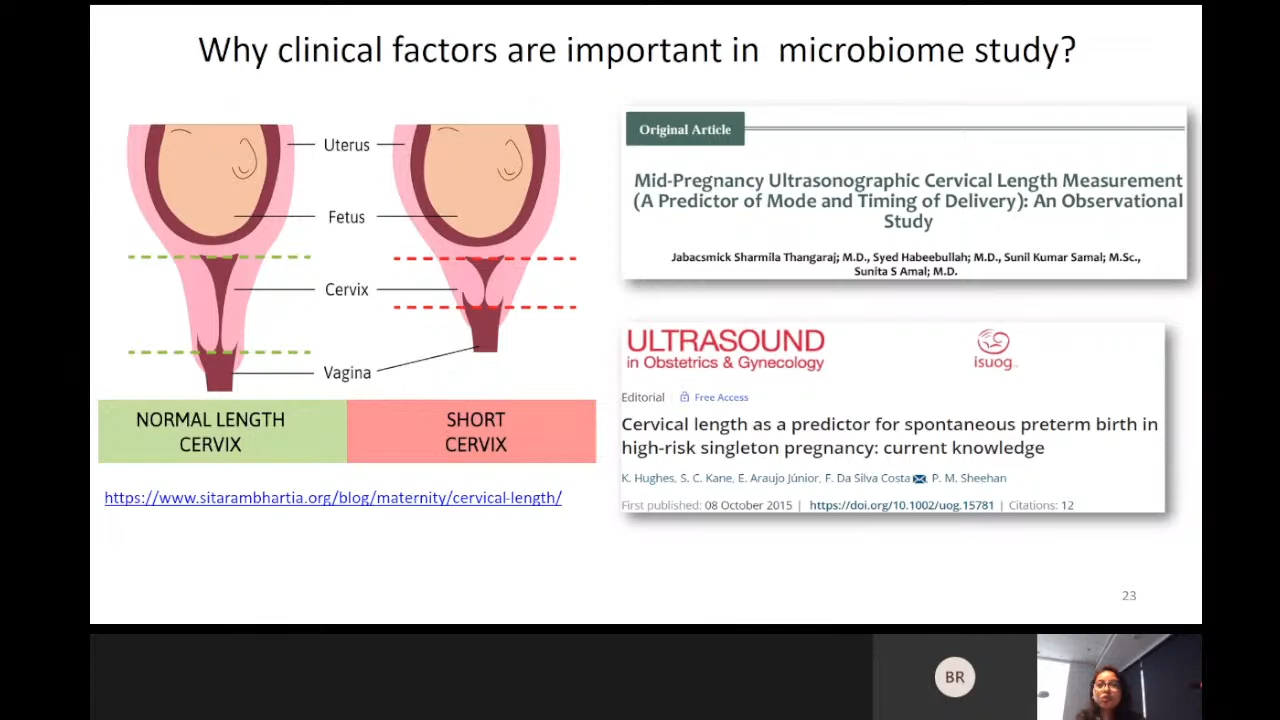 Why clinical factors are important in microbiome study?
Uterus
Fetus
Cervix
Vagina
NORMAL LENGTH
CERVIX
SHORT
CERVIX
https://www.sitarambhartia.org/blog/maternity/cervical-length/
Original Article
Mid-Pregnancy Ultrasonographic Cervical Length Measurement
(A Predictor of Mode and Timing of Delivery): An Observational
Study
Jabacsmick Sharmila Thangaraj; M.D., Syed Habeebullah; M.D., Sunil Kumar Samal; M.Sc.,
Sunita S Amal; M.D.
ULTRASOUND
in Obstetrics & Gynecology
isuog
Editorial Free Access
Cervical length as a predictor for spontaneous preterm birth in
high-risk singleton pregnancy: current knowledge
K. Hughes, S. C. Kane, E. Araujo Júnior, F. Da Silva Costa, P. M. Sheehan
First published: 08 October 2015 | https://doi.org/10.1002/uog.15781 | Citations: 12
23
BR